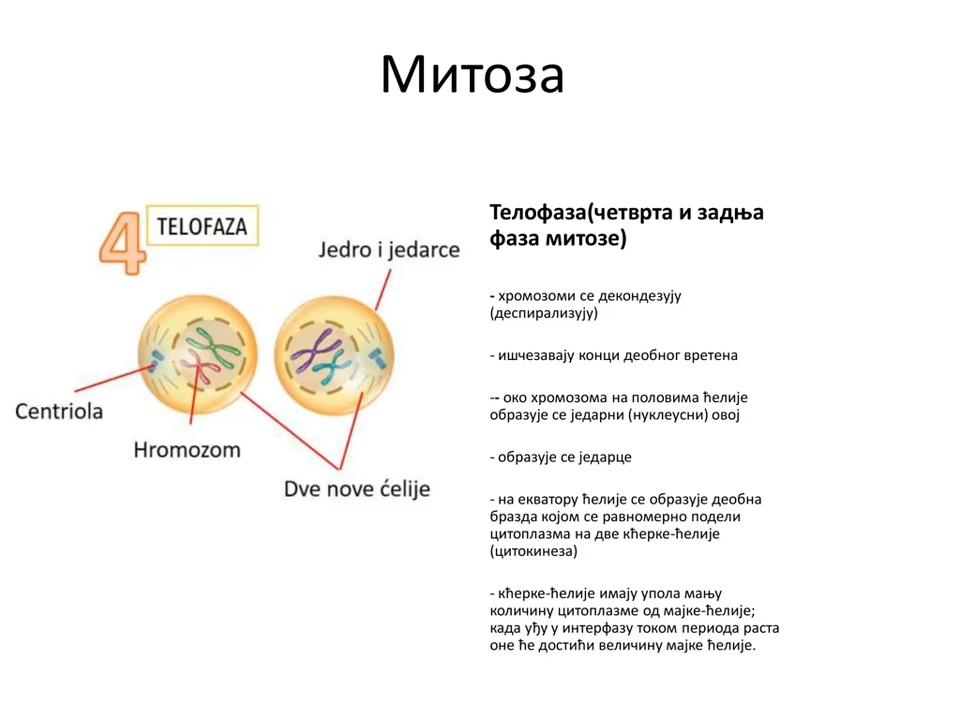 Митоза
4
TELOFAZA
Jedro i jedarce
Centriola
Hromozom
Dve nove ćelije
Телофаза(четврта и задња
фаза митозе)
- хромозоми се декондезују
(деспирализују)
- ишчезавају конци деобног вретена
-- око хромозома на половима ћелије
образује се једарни (нуклеусни) овој
- образује се једарце
- на екватору ћелије се образује деобна
бразда којом се равномерно подели
цитоплазма на две кћерке-ћелије
(цитокинеза)
- кћерке-ћелије имају упола мању
количину цитоплазме од мајке-ћелије;
када уђу у интерфазу током периода раста
оне ће достићи величину мајке ћелије.